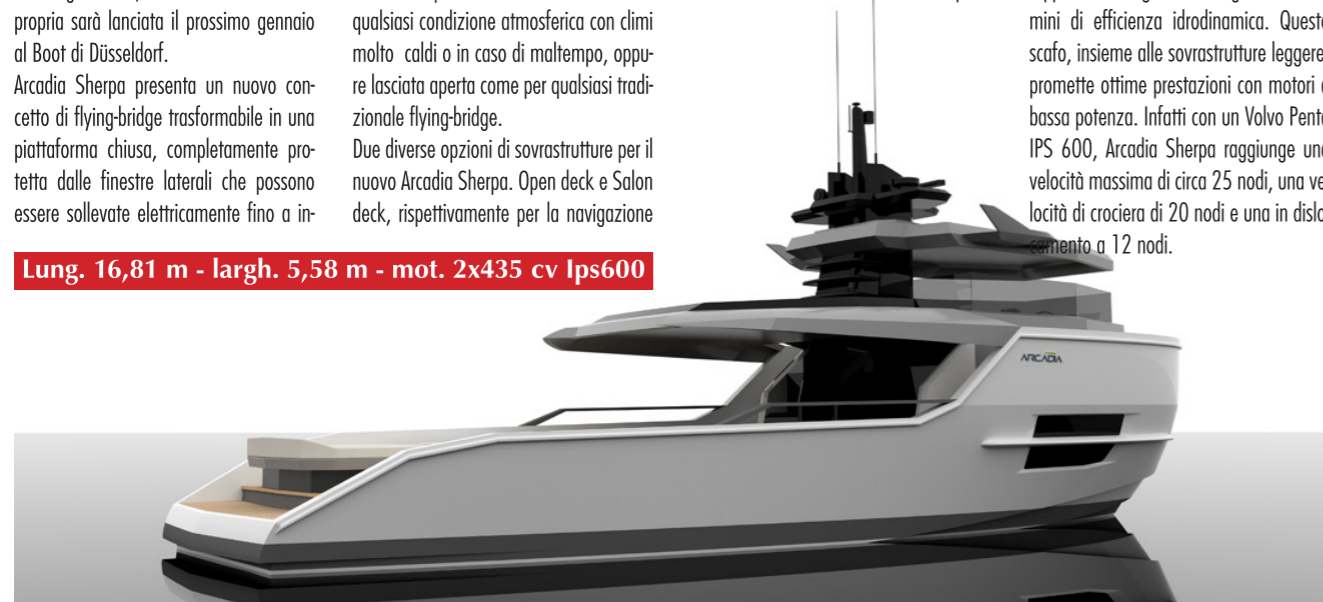 propria sarà lanciata il prossimo gennaio
al Boot di Düsseldorf.
Arcadia Sherpa presenta un nuovo con-
cetto di flying-bridge trasformabile in una
piattaforma chiusa, completamente pro-
tetta dalle finestre laterali che possono
essere sollevate elettricamente fino a in-
qualsiasi condizione atmosferica con climi
molto caldi o in caso di maltempo, oppu-
re lasciata aperta come per qualsiasi tradi-
zionale flying-bridge.
Due diverse opzioni di sovrastrutture per il
nuovo Arcadia Sherpa. Open deck e Salon
deck, rispettivamente per la navigazione
mini di efficienza idrodinamica. Questo
scafo, insieme alle sovrastrutture leggere,
promette ottime prestazioni con motori a
bassa potenza. Infatti con un Volvo Penta
IPS 600, Arcadia Sherpa raggiunge una
velocità massima di circa 25 nodi, una ve-
locità di crociera di 20 nodi e una in dislo-
camento a 12 nodi.
Lung. 16,81 m - largh. 5,58 m - mot. 2x435 cv Ips600
ARCADIA